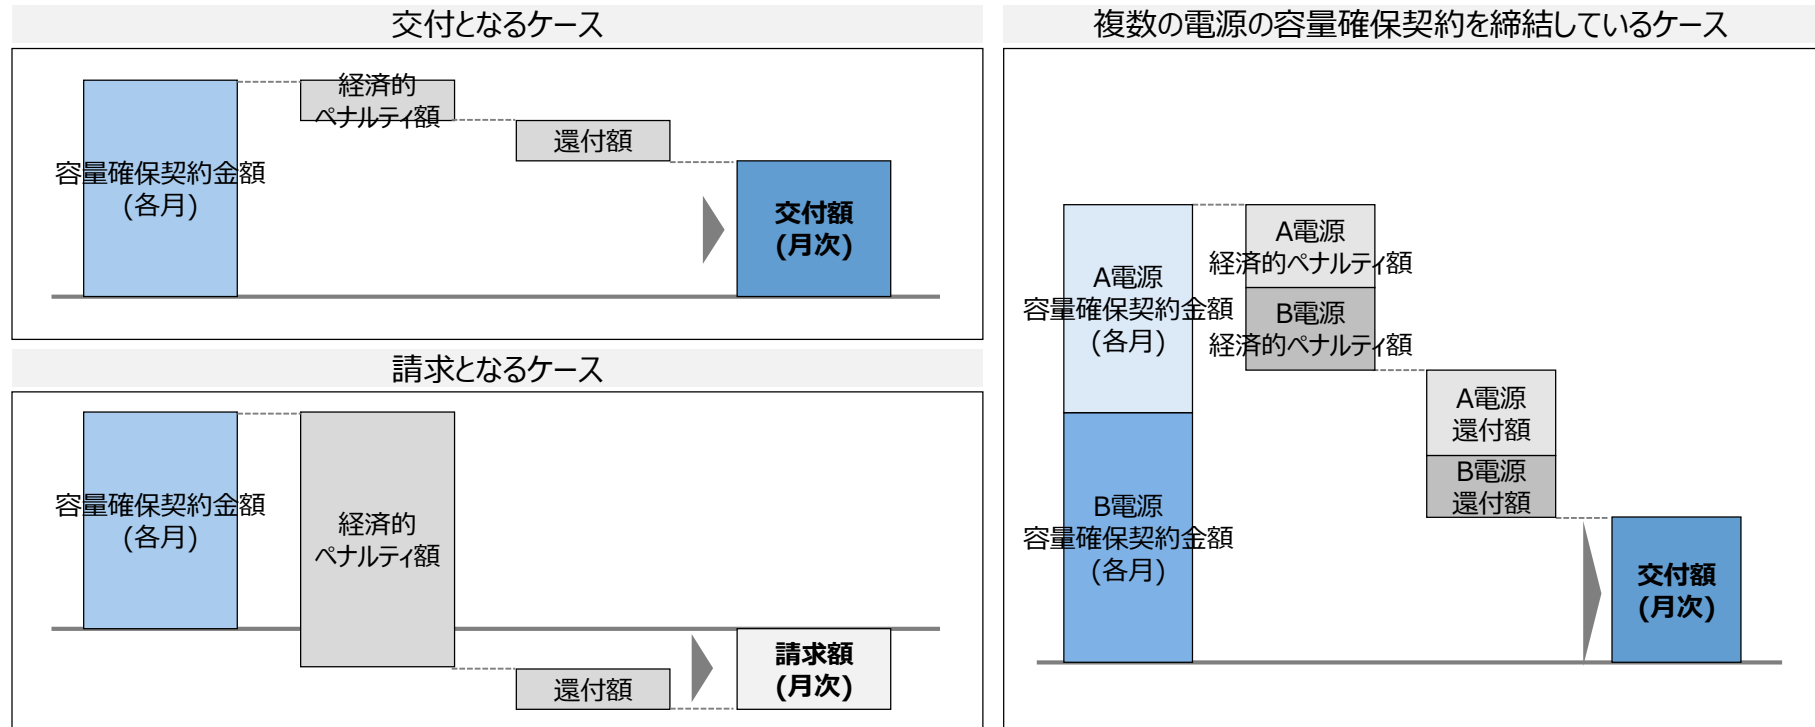 交付となるケース
経済的
ペナルティ額
還付額
容量確保契約金額
(各月)
交付額
(月次)
請求となるケース
容量確保契約金額
(各月)
経済的
ペナルティ額
還付額
請求額
(月次)
複数の電源の容量確保契約を締結しているケース
A電源
容量確保契約金額
(各月)
B電源
容量確保契約金額
(各月)
A電源
経済的ペナルティ額
B電源
経済的ペナルティ額
A電源
還付額
B電源
還付額
交付額
(月次)